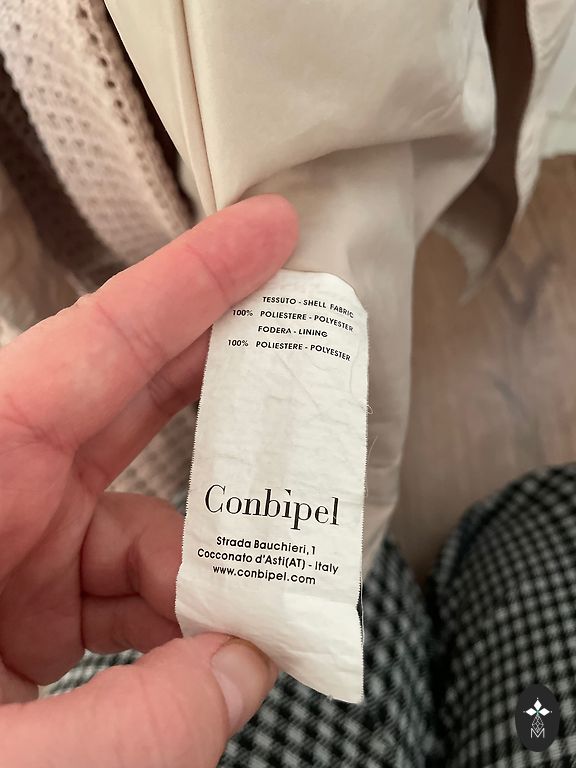 TESSUTO - SHELL FABRIC
100% POLIESTERE - POLYESTER
FODERA - LINING
100% POLIESTERE - POLYESTER
Conbipel
Strada Bauchieri, 1
Cocconato d'Asti(AT) - Italy
www.conbipel.com
M